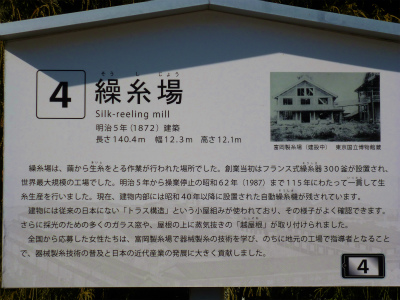 4
そう し じょう
繰糸場
Silk-reeling mill
明治5年(1872) 建築
長さ140.4m 幅12.3m 高さ12.1m
富岡製糸場(建設中) 東京国立博物館蔵
繰糸場は、繭から生糸をとる作業が行われた場所でした。創業当初はフランス式繰糸器300釜が設置され、
世界最大規模の工場でした。明治5年から操業停止の昭和62年(1987)まで115年にわたって一貫して生
糸生産を行いました。現在、建物内部には昭和40年以降に設置された自動繰糸機が残されています。
建物には従来の日本にない「トラス構造」という小屋組みが使われており、その様子がよく確認できます。
さらに採光のための多くのガラス窓や、屋根の上に蒸気抜きの「越屋根」が取り付けられました。
全国から応募した女性たちは、富岡製糸場で器械製糸の技術を学び、のちに地元の工場で指導者となること
で、器械製糸技術の普及と日本の近代産業の発展に大きく貢献しました。
4